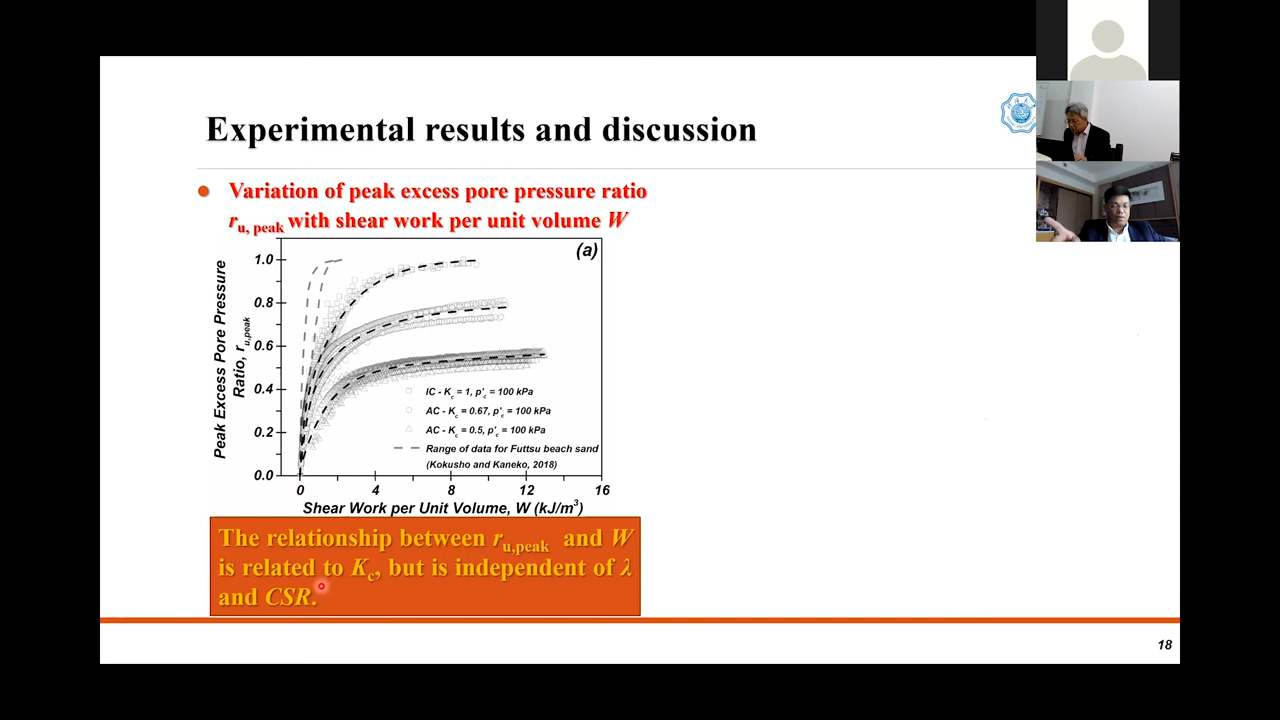 Experimental results and discussion
Variation of peak excess pore pressure ratio
ru, peak with shear work per unit volume W
(a)
Peak Excess Pore Pressure
Ratio, ru,peak
1.0
0.8
0.6
0.4
0.2
0.0
IC - Kc = 1, p'c = 100 kPa
AC - Kc = 0.67, p'c = 100 kPa
AC - Kc = 0.5, p'c = 100 kPa
Range of data for Futtsu beach sand
(Kokusho and Kaneko, 2018)
0 4 8 12 16
Shear Work per Unit Volume, W (kJ/m3)
The relationship between ru,peak and W
is related to Kc, but is independent of λ
and CSR.
18